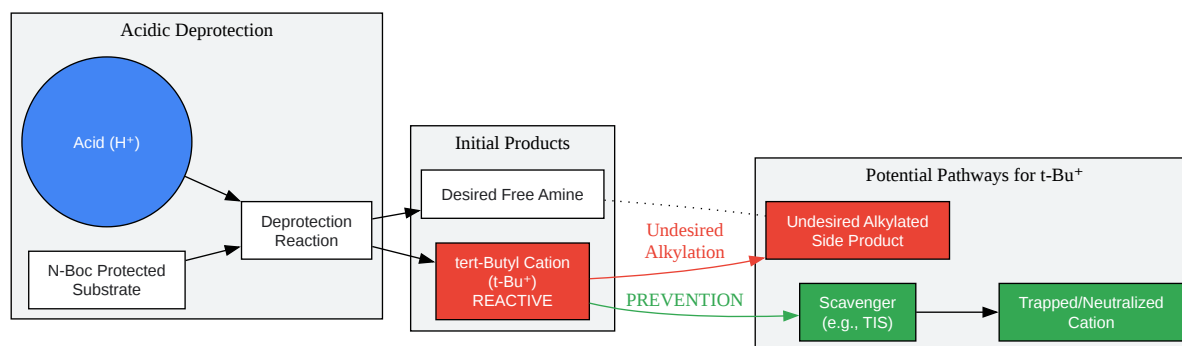 Acidic Deprotection
Acid (H⁺)
N-Boc Protected
Substrate
Deprotection
Reaction
Initial Products
Desired Free Amine
tert-Butyl Cation
(t-Bu⁺)
REACTIVE
Undesired
Alkylation
PREVENTION
Potential Pathways for t-Bu⁺
Undesired Alkylated
Side Product
Scavenger
(e.g., TIS)
Trapped/Neutralized
Cation